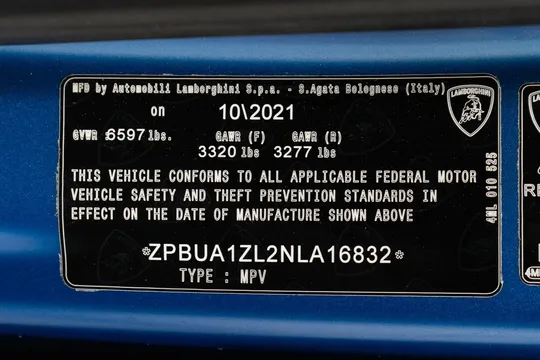 MFD by Automobili Lamborghini S.p.a. - S.Agata Bolognese (Italy)
on 10\2021
GVWR 6597 lbs. GAWR (F) GAWR (R)
3320 lbs 3277 lbs
THIS VEHICLE CONFORMS TO ALL APPLICABLE FEDERAL MOTOR
VEHICLE SAFETY AND THEFT PREVENTION STANDARDS IN
EFFECT ON THE DATE OF MANUFACTURE SHOWN ABOVE
*ZPBUA1ZL2NLA16832*
TYPE : MPV
LAMBORGHINI
4ML 010 525